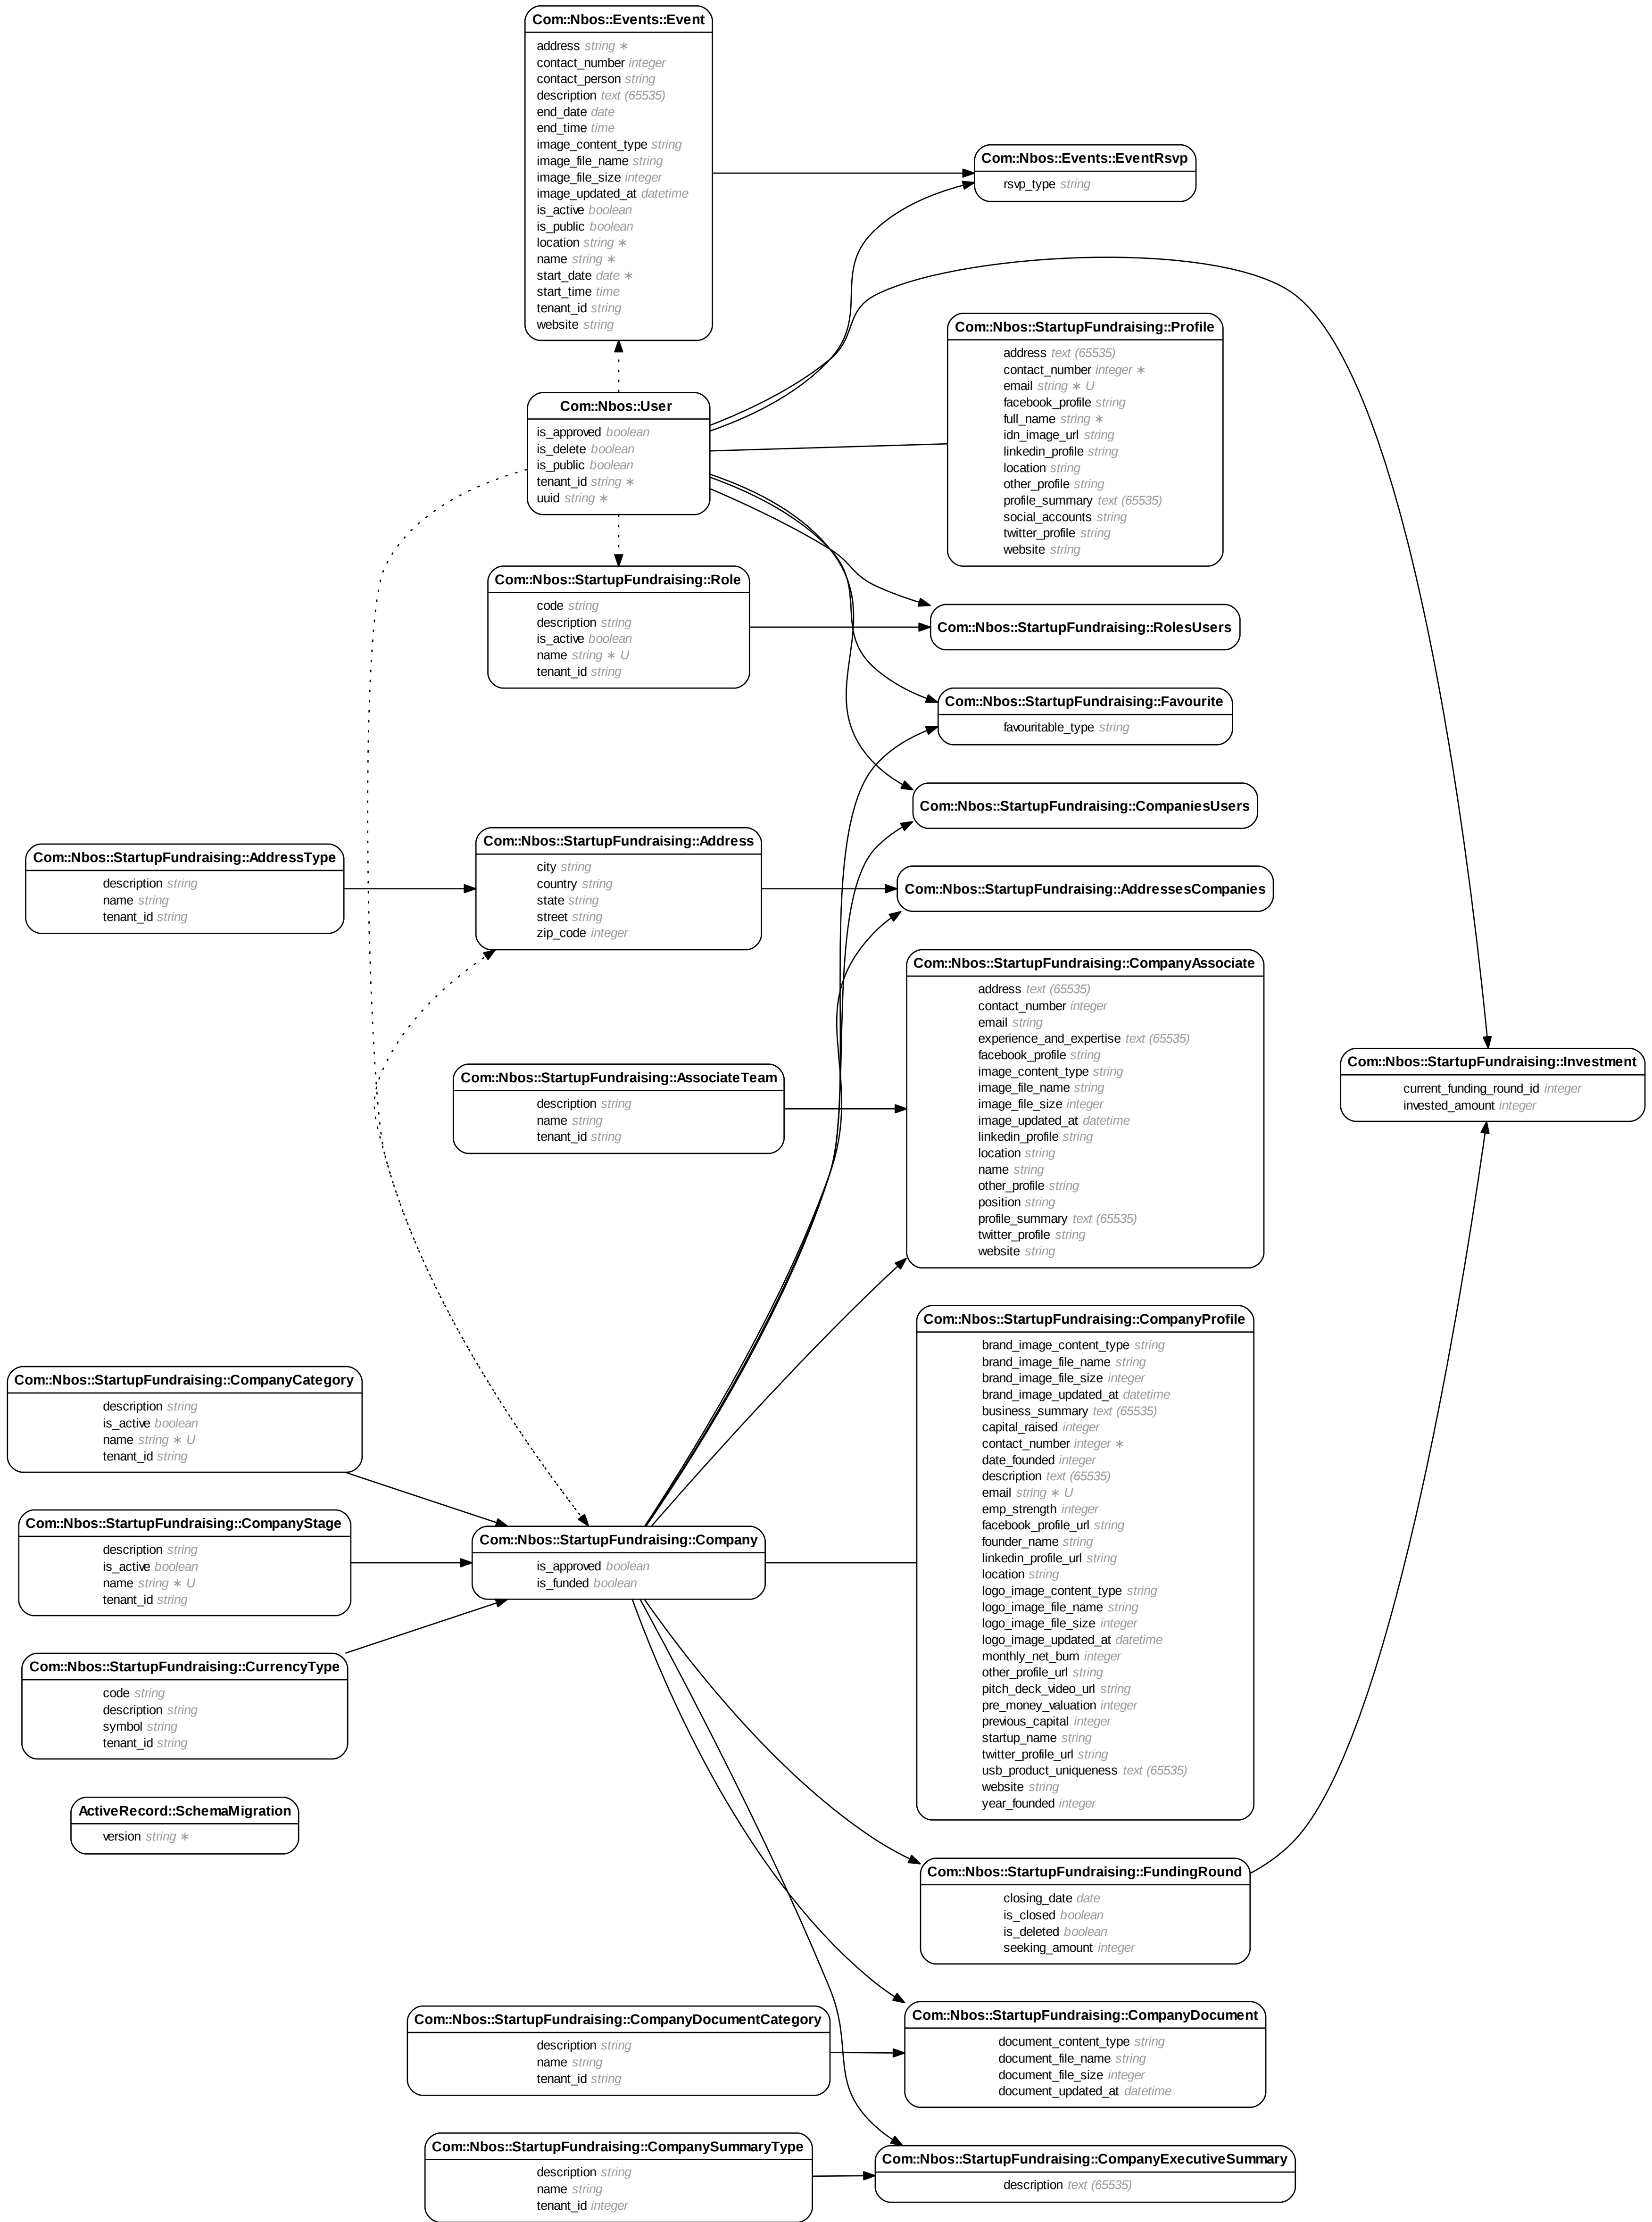 Com::Nbos::Events::Event
address string ∗
contact_number integer
contact_person string
description text (65535)
end_date date
end_time time
image_content_type string
image_file_name string
image_file_size integer
image_updated_at datetime
is_active boolean
is_public boolean
location string ∗
name string ∗
start_date date ∗
start_time time
tenant_id string
website string
Com::Nbos::Events::EventRsvp
rsvp_type string
Com::Nbos::StartupFundraising::Profile
address text (65535)
contact_number integer ∗
email string ∗ U
facebook_profile string
full_name string ∗
idn_image_url string
linkedin_profile string
location string
other_profile string
profile_summary text (65535)
social_accounts string
twitter_profile string
website string
Com::Nbos::User
is_approved boolean
is_delete boolean
is_public boolean
tenant_id string ∗
uuid string ∗
Com::Nbos::StartupFundraising::Role
code string
description string
is_active boolean
name string ∗ U
tenant_id string
Com::Nbos::StartupFundraising::RolesUsers
Com::Nbos::StartupFundraising::Favourite
favouritable_type string
Com::Nbos::StartupFundraising::CompaniesUsers
Com::Nbos::StartupFundraising::AddressType
description string
name string
tenant_id string
Com::Nbos::StartupFundraising::Address
city string
country string
state string
street string
zip_code integer
Com::Nbos::StartupFundraising::AddressesCompanies
Com::Nbos::StartupFundraising::CompanyAssociate
address text (65535)
contact_number integer
email string
experience_and_expertise text (65535)
facebook_profile string
image_content_type string
image_file_name string
image_file_size integer
image_updated_at datetime
linkedin_profile string
location string
name string
other_profile string
position string
profile_summary text (65535)
twitter_profile string
website string
Com::Nbos::StartupFundraising::AssociateTeam
description string
name string
tenant_id string
Com::Nbos::StartupFundraising::Investment
current_funding_round_id integer
invested_amount integer
Com::Nbos::StartupFundraising::CompanyProfile
brand_image_content_type string
brand_image_file_name string
brand_image_file_size integer
brand_image_updated_at datetime
business_summary text (65535)
capital_raised integer
contact_number integer ∗
date_founded integer
description text (65535)
email string ∗ U
emp_strength integer
facebook_profile_url string
founder_name string
linkedin_profile_url string
location string
logo_image_content_type string
logo_image_file_name string
logo_image_file_size integer
logo_image_updated_at datetime
monthly_net_burn integer
other_profile_url string
pitch_deck_video_url string
pre_money_valuation integer
previous_capital integer
startup_name string
twitter_profile_url string
usb_product_uniqueness text (65535)
website string
year_founded integer
Com::Nbos::StartupFundraising::CompanyCategory
description string
is_active boolean
name string ∗ U
tenant_id string
Com::Nbos::StartupFundraising::CompanyStage
description string
is_active boolean
name string ∗ U
tenant_id string
Com::Nbos::StartupFundraising::Company
is_approved boolean
is_funded boolean
Com::Nbos::StartupFundraising::CurrencyType
code string
description string
symbol string
tenant_id string
ActiveRecord::SchemaMigration
version string ∗
Com::Nbos::StartupFundraising::FundingRound
closing_date date
is_closed boolean
is_deleted boolean
seeking_amount integer
Com::Nbos::StartupFundraising::CompanyDocumentCategory
description string
name string
tenant_id string
Com::Nbos::StartupFundraising::CompanyDocument
document_content_type string
document_file_name string
document_file_size integer
document_updated_at datetime
Com::Nbos::StartupFundraising::CompanySummaryType
description string
name string
tenant_id integer
Com::Nbos::StartupFundraising::CompanyExecutiveSummary
description text (65535)